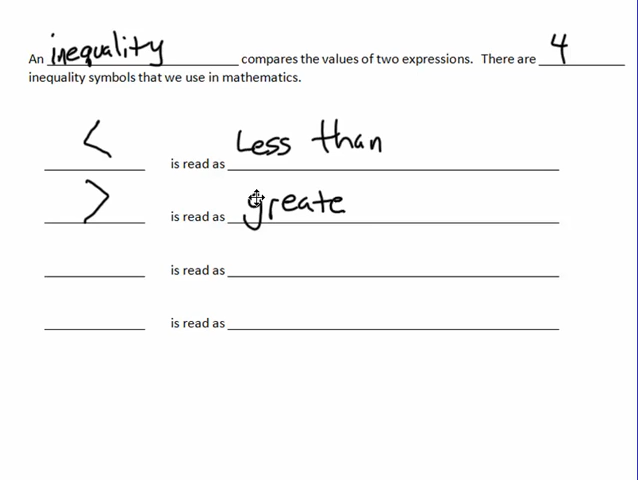 An inequality compares the values of two expressions. There are 4
inequality symbols that we use in mathematics.
< is read as Less than
> is read as greate
is read as
is read as